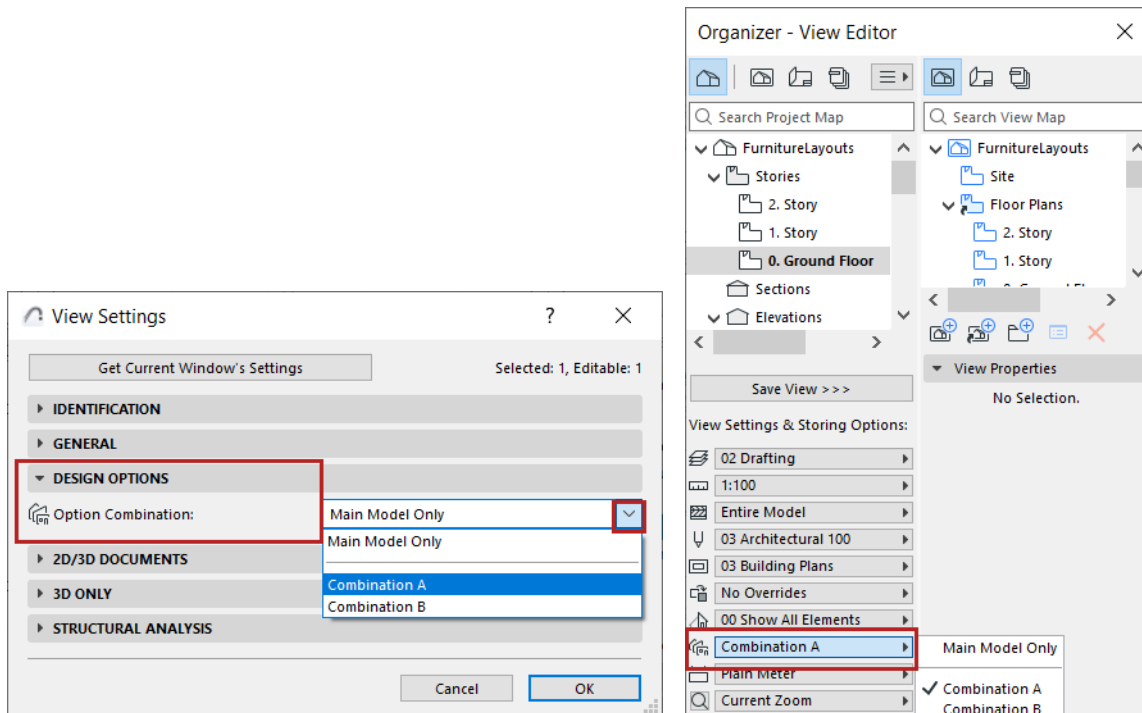 View Settings
?
Get Current Window's Settings
Selected: 1, Editable: 1
IDENTIFICATION
GENERAL
DESIGN OPTIONS
Option Combination:
Main Model Only
Main Model Only
Combination A
Combination B
2D/3D DOCUMENTS
3D ONLY
STRUCTURAL ANALYSIS
Cancel
OK
Organizer - View Editor
Search Project Map
FurnitureLayouts
Stories
2. Story
1. Story
0. Ground Floor
Sections
Elevations
Save View >>>
View Settings & Storing Options:
02 Drafting
1:100
Entire Model
03 Architectural 100
03 Building Plans
No Overrides
00 Show All Elements
Combination A
Plain Meter
Current Zoom
Search View Map
FurnitureLayouts
Site
Floor Plans
2. Story
1. Story
View Properties
No Selection.
Main Model Only
Combination A
Combination B